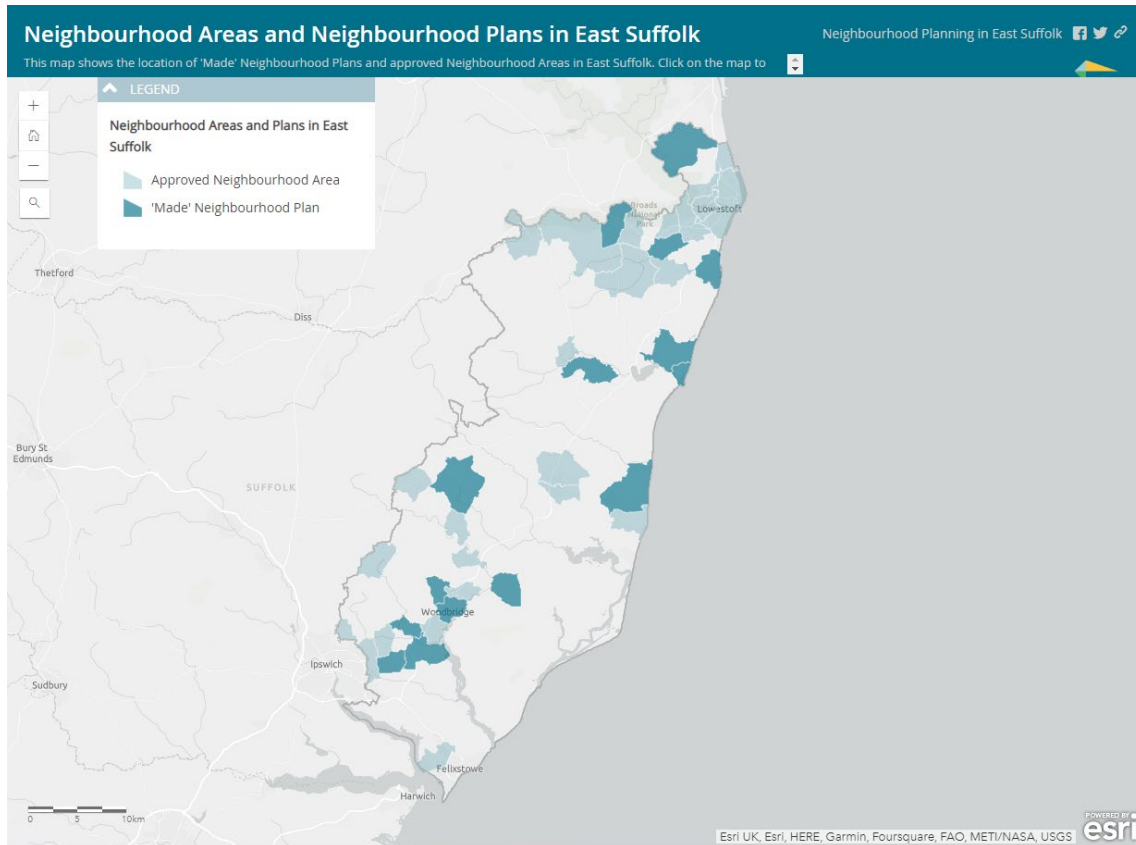 Neighbourhood Areas and Neighbourhood Plans in East Suffolk
Neighbourhood Planning in East Suffolk
This map shows the location of 'Made' Neighbourhood Plans and approved Neighbourhood Areas in East Suffolk. Click on the map to
LEGEND
Neighbourhood Areas and Plans in East
Suffolk
Approved Neighbourhood Area
'Made' Neighbourhood Plan
Broads
National
Park
Lowestoft
Thetford
Diss
Bury St
Edmunds
SUFFOLK
Woodbridge
Ipswich
Sudbury
Felixstowe
Harwich
0 5 10km
Esri UK, Esri, HERE, Garmin, Foursquare, FAO, METI/NASA, USGS
POWERED BY
esri